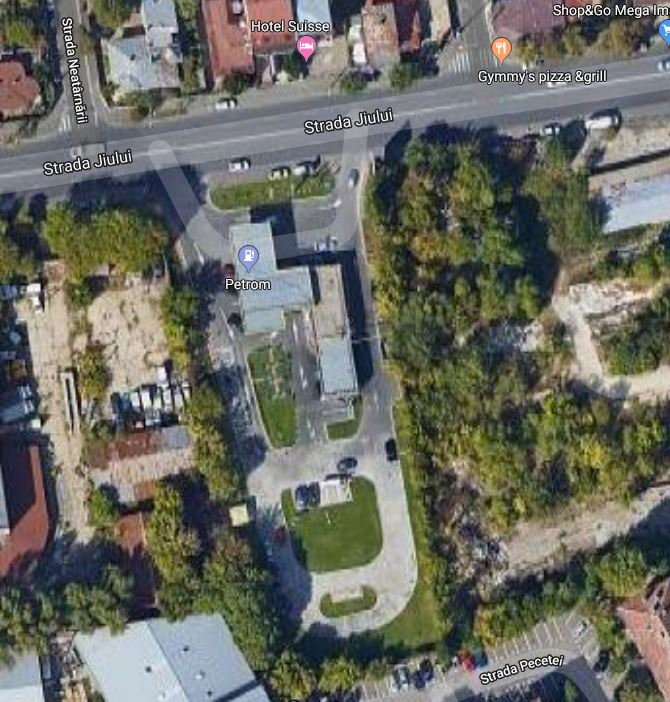 Shop&Go Mega Im
Hotel Suisse
Strada Neatârnării
Gymmy's pizza &grill
Strada Jiului
Strada Jiului
Petrom
Strada Pecetei